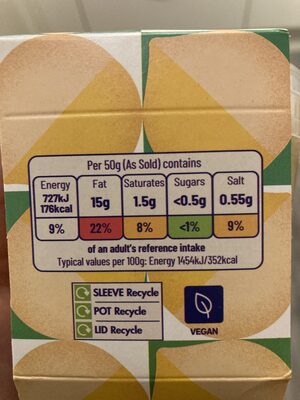 Per 50g (As Sold) contains
Energy Fat Saturates Sugars Salt
727kJ
176kcal 15g 1.5g <0.5g 0.55g
9% 22% 8% <1% 9%
of an adult's reference intake
Typical values per 100g: Energy 1454kJ/352kcal
SLEEVE Recycle
POT Recycle
LID Recycle
VEGAN